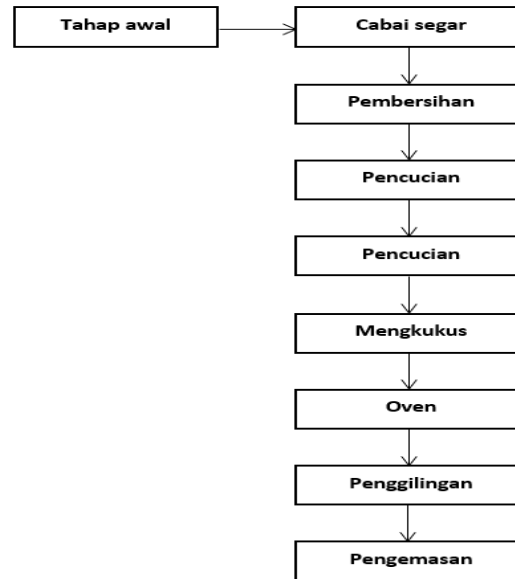 Tahap awal
Cabai segar
Pembersihan
Pencucian
Pencucian
Mengkukus
Oven
Penggilingan
Pengemasan